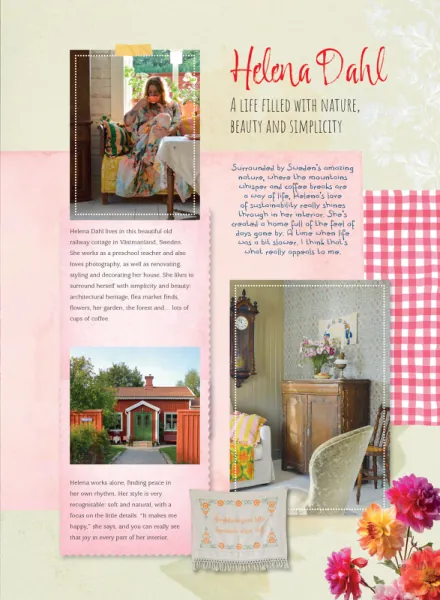 Helena Dahl
A LIFE FILLED WITH NATURE,
BEAUTY AND SIMPLICITY
Surrounded by Sweden's amazing
nature, where the mountains
whisper and coffee breaks are
a way of life, Helena's love
of sustainability really shines
through in her interior. She's
created a home full of the feel of
days gone by. A time when life
was a bit slower. I think that's
what really appeals to me.
Helena Dahl lives in this beautiful old
railway cottage in Västmanland, Sweden.
She works as a preschool teacher and also
loves photography, as well as renovating,
styling and decorating her house. She likes to
surround herself with simplicity and beauty:
architectural heritage, flea market finds,
flowers, her garden, the forest and... lots of
cups of coffee.
Helena works alone, finding peace in
her own rhythm. Her style is very
recognisable: soft and natural, with a
focus on the little details. "It makes me
happy," she says, and you can really see
that joy in every part of her interior.